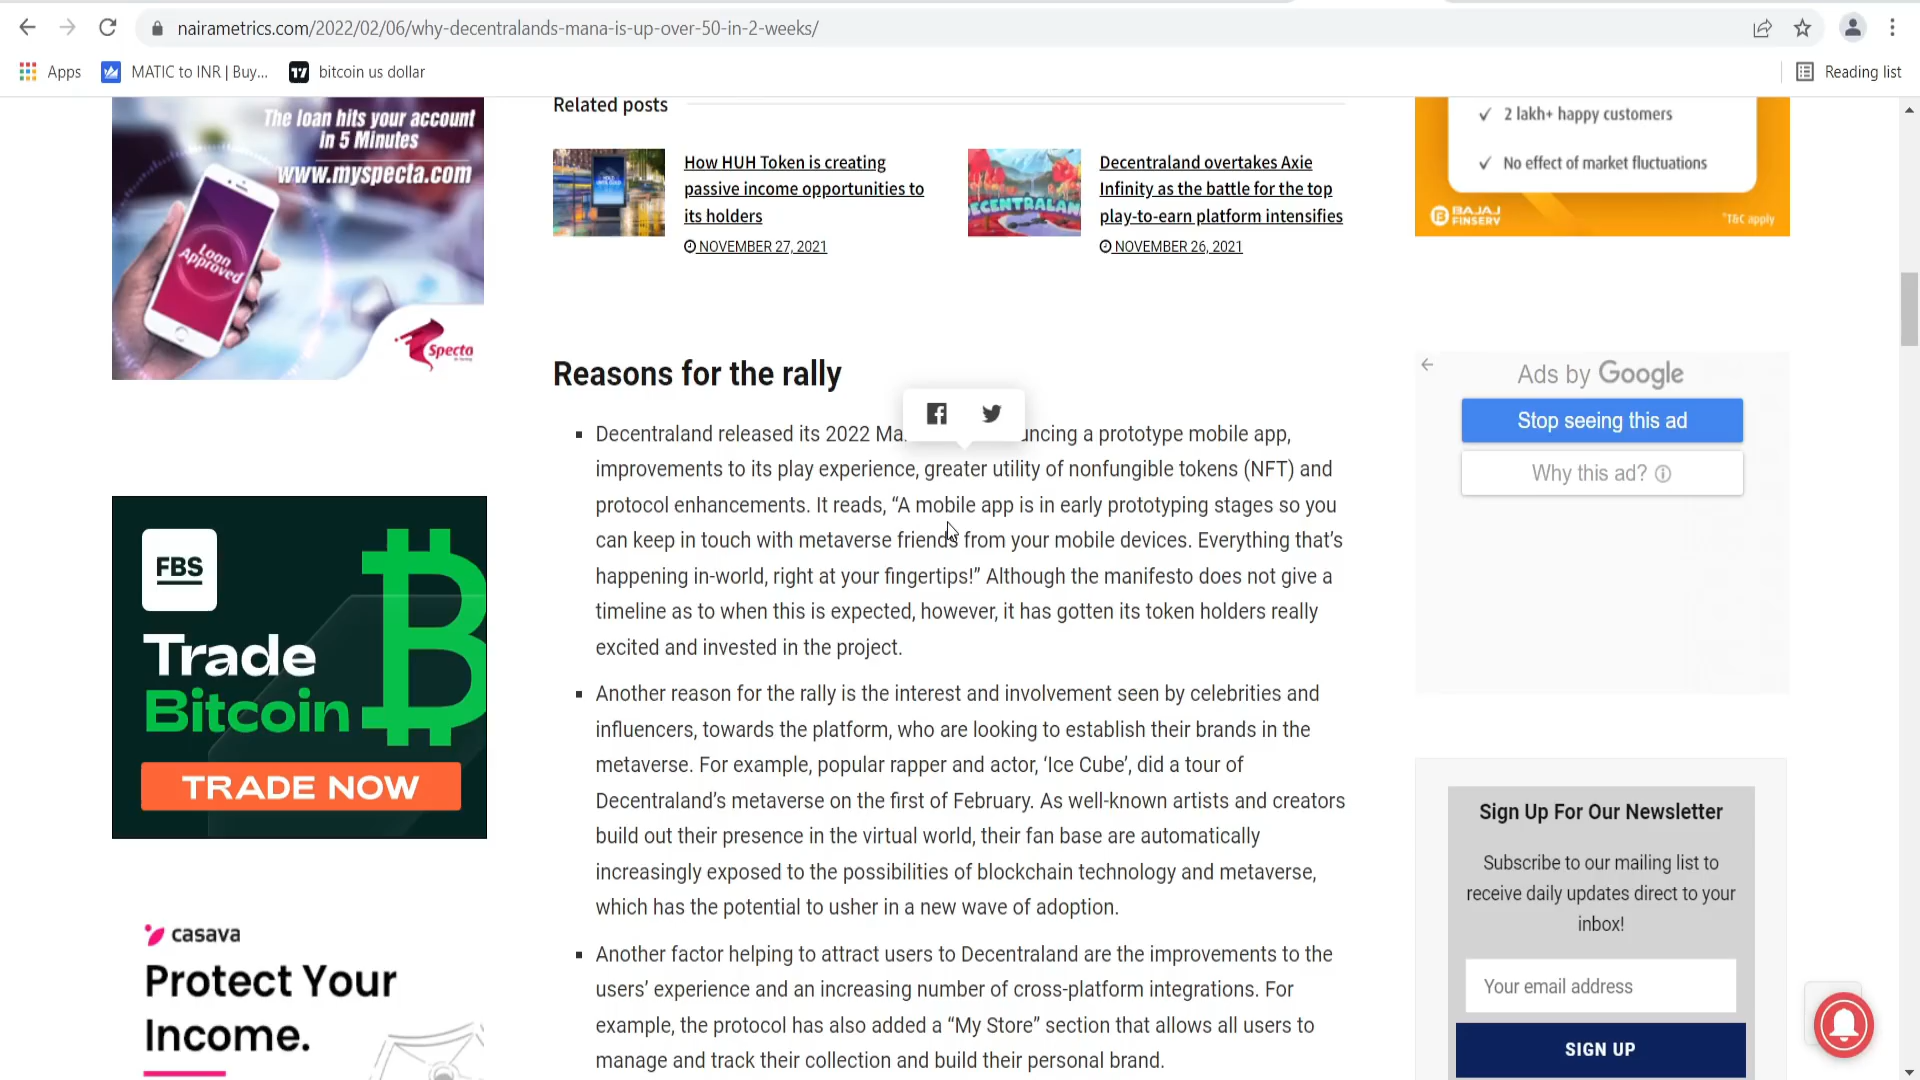 nairametrics.com/2022/02/06/why-decentralands-mana-is-up-over-50-in-2-weeks/
Apps
MATIC to INR | Buy...
bitcoin us dollar
Reading list
The loan hits your account
in 5 Minutes
www.myspecta.com
Loan
Approved
Specta
FBS
Trade
Bitcoin
TRADE NOW
casava
Protect Your
Income.
Related posts
How HUH Token is creating
passive income opportunities to
its holders
NOVEMBER 27, 2021
ECENTRALAN
Decentraland overtakes Axie
Infinity as the battle for the top
play-to-earn platform intensifies
NOVEMBER 26, 2021
Reasons for the rally
Decentraland released its 2022 Ma uncing a prototype mobile app,
improvements to its play experience, greater utility of nonfungible tokens (NFT) and
protocol enhancements. It reads, “A mobile app is in early prototyping stages so you
can keep in touch with metaverse friends from your mobile devices. Everything that’s
happening in-world, right at your fingertips!” Although the manifesto does not give a
timeline as to when this is expected, however, it has gotten its token holders really
excited and invested in the project.
Another reason for the rally is the interest and involvement seen by celebrities and
influencers, towards the platform, who are looking to establish their brands in the
metaverse. For example, popular rapper and actor, ‘Ice Cube’, did a tour of
Decentraland’s metaverse on the first of February. As well-known artists and creators
build out their presence in the virtual world, their fan base are automatically
increasingly exposed to the possibilities of blockchain technology and metaverse,
which has the potential to usher in a new wave of adoption.
Another factor helping to attract users to Decentraland are the improvements to the
users’ experience and an increasing number of cross-platform integrations. For
example, the protocol has also added a “My Store” section that allows all users to
manage and track their collection and build their personal brand.
2 lakh+ happy customers
No effect of market fluctuations
BAJAJ
FINSERV
*T&C apply
Ads by Google
Stop seeing this ad
Why this ad?
Sign Up For Our Newsletter
Subscribe to our mailing list to
receive daily updates direct to your
inbox!
Your email address
SIGN UP